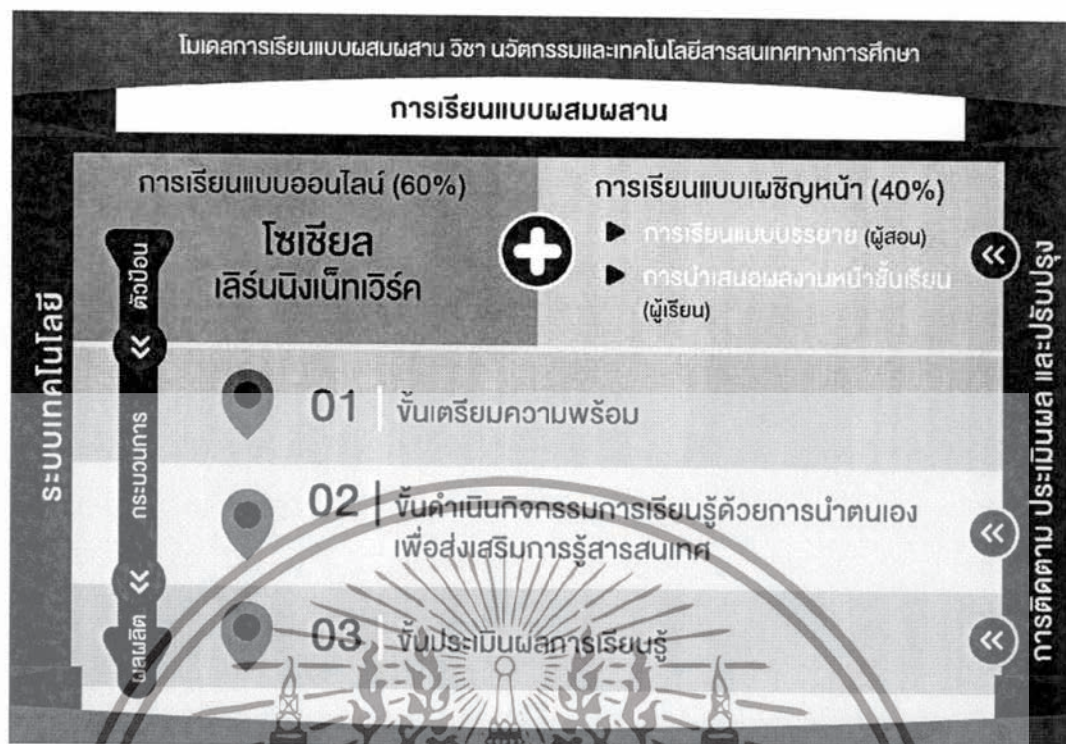 โมเดลการเรียนแบบผสมผสาน วิชา นวัตกรรมและเทคโนโลยีสารสนเทศทางการศึกษา
การเรียนแบบผสมผสาน
การเรียนแบบออนไลน์ (60%)
โซเชียล
เลิร์นนิงเน็ทเวิร์ค
การเรียนแบบเผชิญหน้า (40%)
การเรียนแบบบรรยาย (ผู้สอน)
การนำเสนอผลงานหน้าชั้นเรียน
(ผู้เรียน)
ระบบเทคโนโลยี
ตัวป้อน
กระบวนการ
ผลผลิต
01 ขั้นเตรียมความพร้อม
02 ขั้นดำเนินกิจกรรมการเรียนรู้ด้วยการนำตนเอง
เพื่อส่งเสริมการรู้สารสนเทศ
03 ขั้นประเมินผลการเรียนรู้
การติดตาม ประเมินผล และปรับปรุง